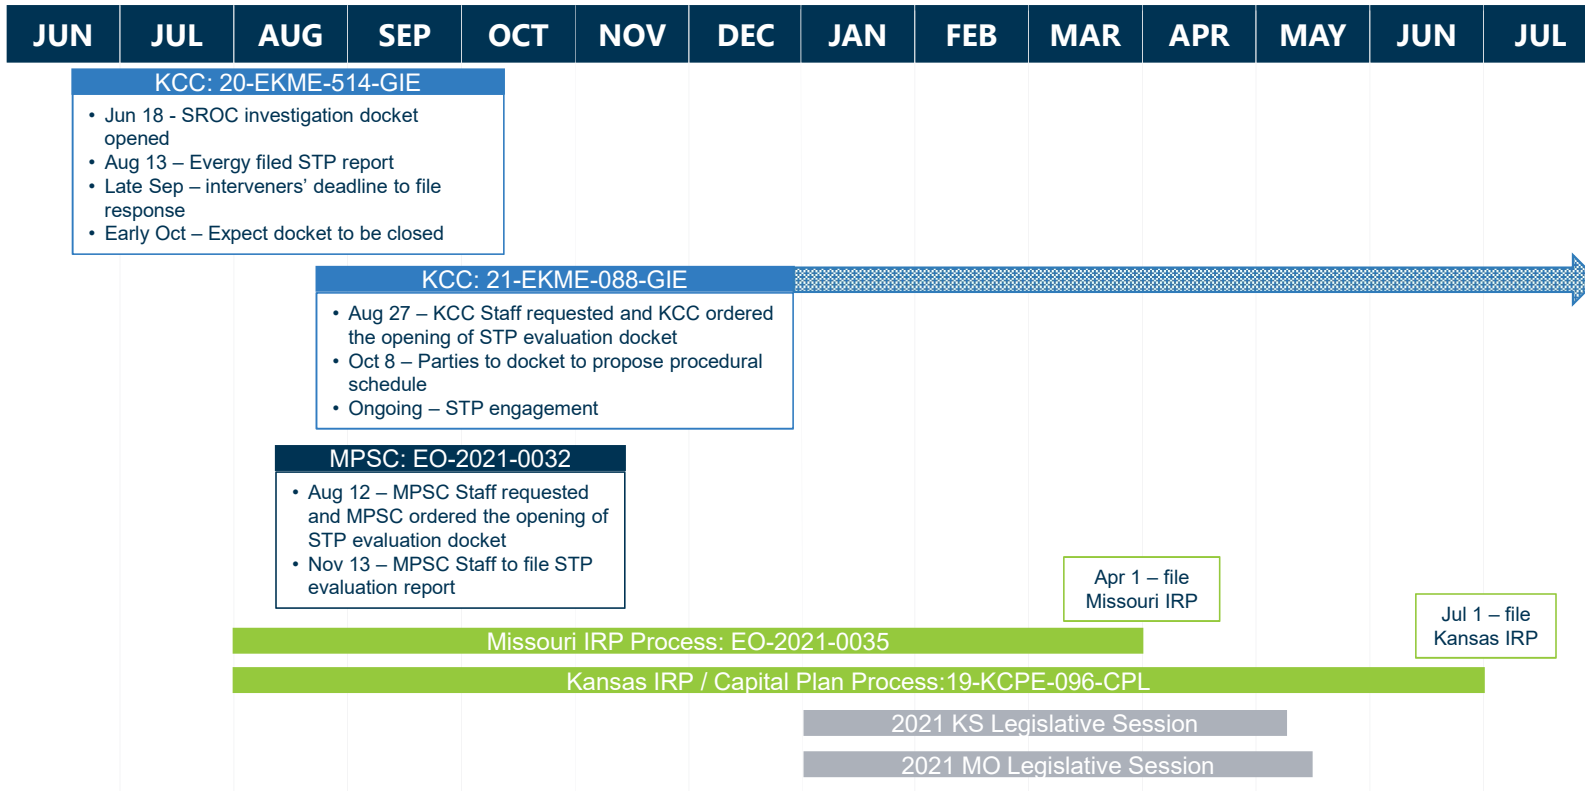 JUN JUL AUG SEP OCT NOV DEC JAN FEB MAR APR MAY JUN JUL
KCC: 20-EKME-514-GIE
• Jun 18 - SROC investigation docket
opened
• Aug 13 – Evergy filed STP report
• Late Sep – interveners’ deadline to file
response
• Early Oct – Expect docket to be closed
KCC: 21-EKME-088-GIE
• Aug 27 – KCC Staff requested and KCC ordered
the opening of STP evaluation docket
• Oct 8 – Parties to docket to propose procedural
schedule
• Ongoing – STP engagement
MPSC: EO-2021-0032
• Aug 12 – MPSC Staff requested
and MPSC ordered the opening of
STP evaluation docket
• Nov 13 – MPSC Staff to file STP
evaluation report
Apr 1 – file
Missouri IRP
Jul 1 – file
Kansas IRP
Missouri IRP Process: EO-2021-0035
Kansas IRP / Capital Plan Process:19-KCPE-096-CPL
2021 KS Legislative Session
2021 MO Legislative Session